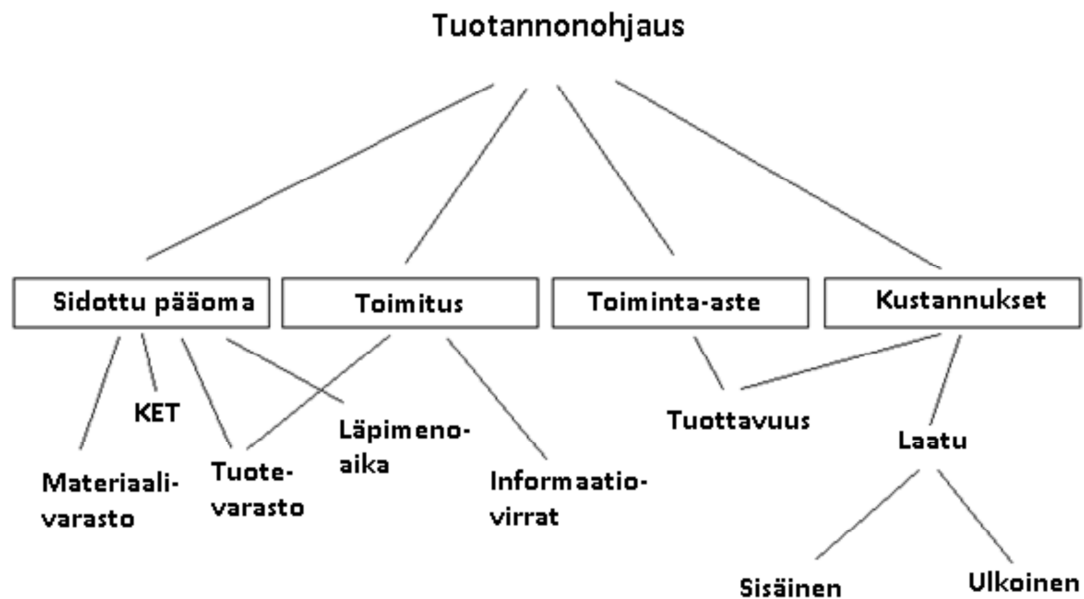 Tuotannonohjaus
Sidottu pääoma
Toimitus
Toiminta-aste
Kustannukset
KET
Materiaali-
varasto
Tuote-
varasto
Läpimeno-
aika
Informaatio-
virrat
Tuottavuus
Laatu
Sisäinen
Ulkoinen